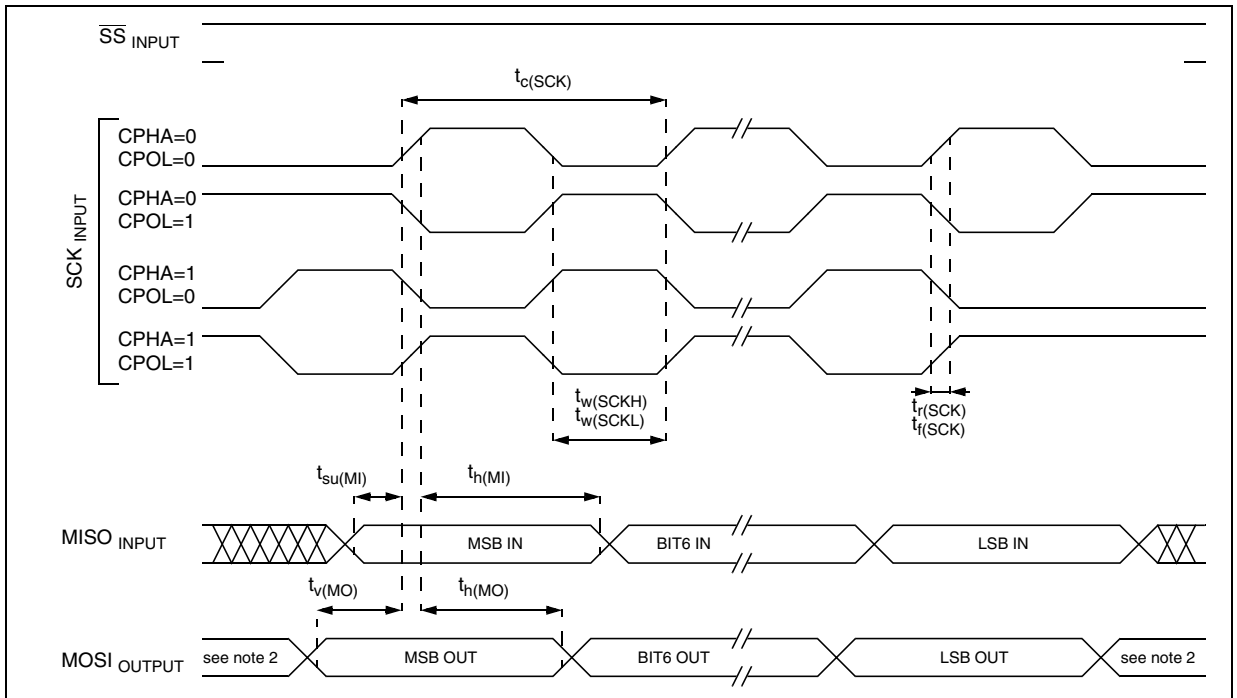 SS INPUT
tc(SCK)
SCK INPUT
CPHA=0
CPOL=0
CPHA=0
CPOL=1
CPHA=1
CPOL=0
CPHA=1
CPOL=1
tw(SCKH)
tw(SCKL)
tr(SCK)
tf(SCK)
tsu(MI)
th(MI)
MISO INPUT
MSB IN
BIT6 IN
LSB IN
tv(MO)
th(MO)
MOSI OUTPUT
see note 2
MSB OUT
BIT6 OUT
LSB OUT
see note 2